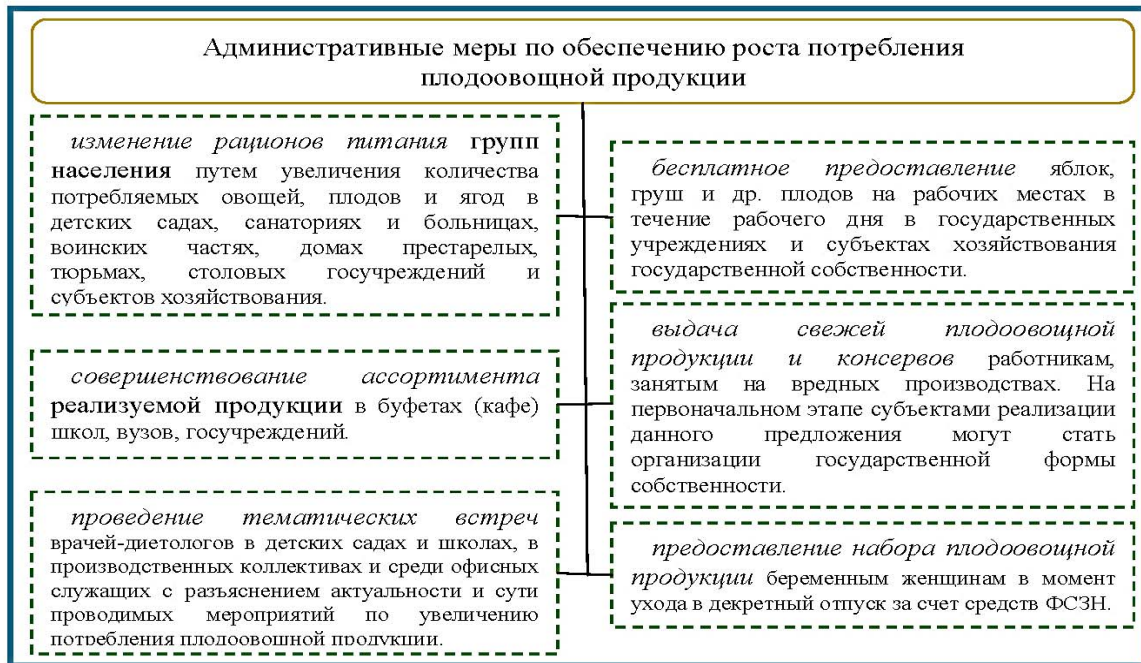 Административные меры по обеспечению роста потребления
плодоовощной продукции
изменение рационов питания групп
населения путем увеличения количества
потребляемых овощей, плодов и ягод в
детских садах, санаториях и больницах,
воинских частях, домах престарелых,
тюрьмах, столовых госучреждений и
субъектов хозяйствования.
совершенствование ассортимента
реализуемой продукции в буфетах (кафе)
школ, вузов, госучреждений.
проведение тематических встреч
врачей-диетологов в детских садах и школах, в
производственных коллективах и среди офисных
служащих с разъяснением актуальности и сути
проводимых мероприятий по увеличению
потребления плодоовощной продукции.
бесплатное предоставление яблок,
груш и др. плодов на рабочих местах в
течение рабочего дня в государственных
учреждениях и субъектах хозяйствования
государственной собственности.
выдача свежей плодоовощной
продукции и консервов работникам,
занятым на вредных производствах. На
первоначальном этапе субъектами реализации
данного предложения могут стать
организации государственной формы
собственности.
предоставление набора плодоовощной
продукции беременным женщинам в момент
ухода в декретный отпуск за счет средств ФСЗН.